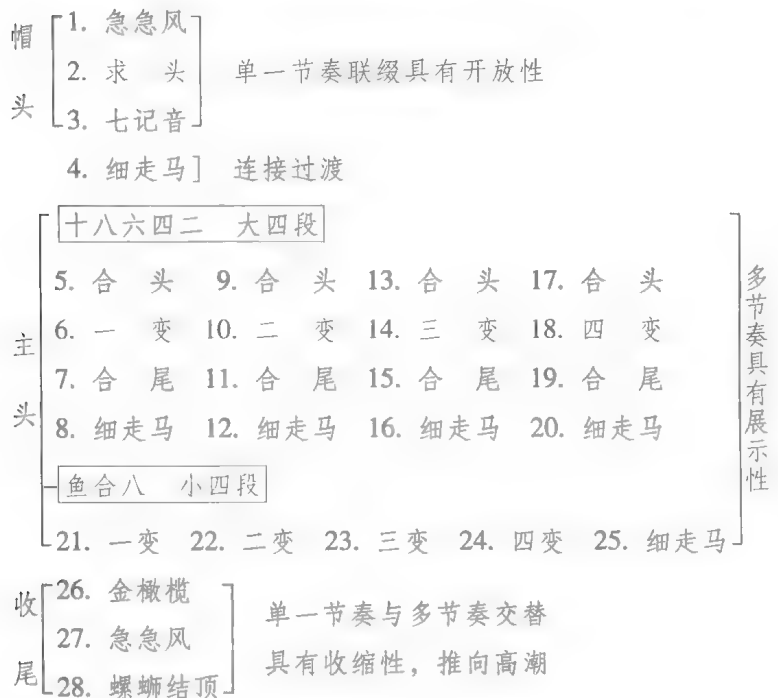 帽头
1. 急急风
2. 求 头 单一节奏联缀具有开放性
3. 七记音
4. 细走马] 连接过渡
主头
十八六四二 大四段
5. 合 头 9. 合 头 13. 合 头 17. 合 头
6. 一 变 10. 二 变 14. 三 变 18. 四 变
7. 合 尾 11. 合 尾 15. 合 尾 19. 合 尾
8. 细走马 12. 细走马 16. 细走马 20. 细走马
多节奏具有展示性
鱼合八 小四段
21. 一变 22. 二变 23. 三变 24. 四变 25. 细走马
收尾
26. 金橄榄
27. 急急风
28. 螺蛳结顶
单一节奏与多节奏交替
具有收缩性，推向高潮